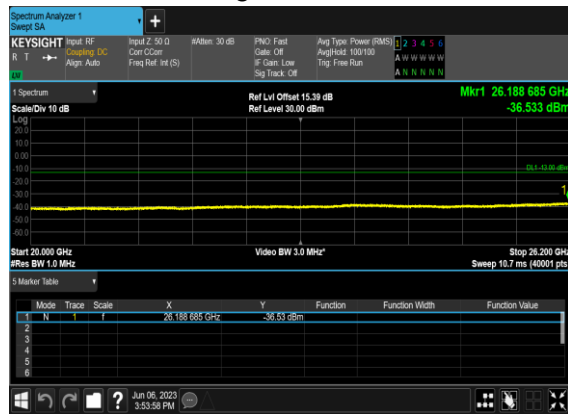 Spectrum Analyzer 1
Swept SA
+
KEYSIGHT Input: RF Input Z: 50 Ω #Atten: 30 dB PNO: Fast Avg Type: Power (RMS) 1 2 3 4 5 6
R T Coupling: DC Corr CCorr Gate: Off Avg|Hold: 100/100 A W W W W W
Align: Auto Freq Ref: Int (S) IF Gain: Low Trig: Free Run
Sig Track: Off A N N N N N
LXI
1 Spectrum
Scale/Div 10 dB Ref Lvl Offset 15.39 dB Mkr1 26.188 685 GHz
Ref Level 30.00 dBm -36.533 dBm
Log
20.0
10.0
0.00
-10.0 DL1 -13.00 dBm
-20.0
-30.0 1
-40.0
-50.0
-60.0
Start 20.000 GHz Video BW 3.0 MHz* Stop 26.200 GHz
#Res BW 1.0 MHz Sweep 10.7 ms (40001 pts)
5 Marker Table
Mode Trace Scale X Y Function Function Width Function Value
1 N 1 f 26.188 685 GHz -36.53 dBm
2
3
4
5
6
? Jun 06, 2023
3:53:58 PM